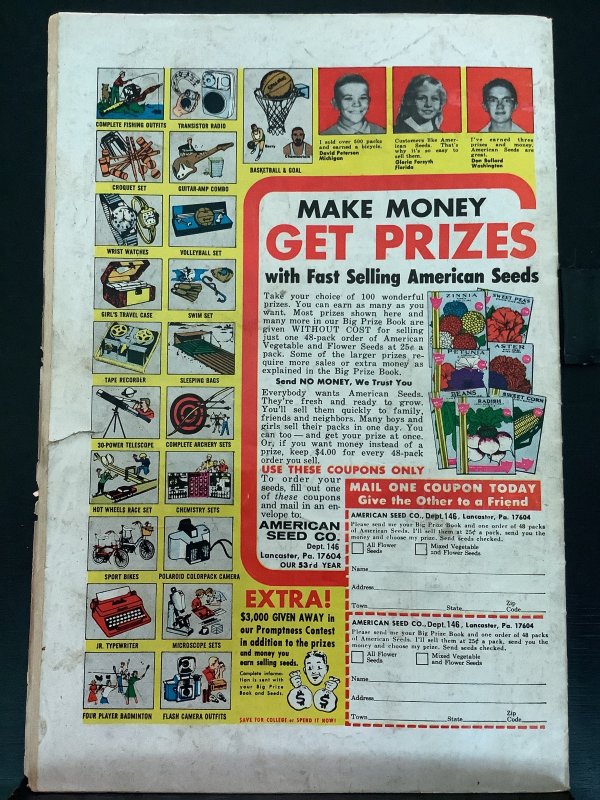 COMPLETE FISHING OUTFITS
TRANSISTOR RADIO
SPALDING
Barry
Chamberlain
BASKETBALL & GOAL
I sold over 500 packs
and earned a bicycle.
David Peterson
Michigan
Customers like Amer-
ican Seeds. That's
why it's so easy to
sell them.
Gloria Forsyth
Florida
I've earned three
prizes and money.
American Seeds are
great.
Don Bullard
Washington
CROQUET SET
GUITAR-AMP COMBO
WRIST WATCHES
VOLLEYBALL SET
GIRL'S TRAVEL CASE
SWIM SET
TAPE RECORDER
SLEEPING BAGS
30-POWER TELESCOPE
COMPLETE ARCHERY SETS
HOT WHEELS RACE SET
CHEMISTRY SETS
SPORT BIKES
POLAROID COLORPACK CAMERA
JR. TYPEWRITER
MICROSCOPE SETS
FOUR PLAYER BADMINTON
FLASH CAMERA OUTFITS
MAKE MONEY
GET PRIZES
with Fast Selling American Seeds
Take your choice of 100 wonderful
prizes. You can earn as many as you
want. Most prizes shown here and
many more in our Big Prize Book are
given WITHOUT COST for selling
just one 48-pack order of American
Vegetable and Flower Seeds at 25¢ a
pack. Some of the larger prizes re-
quire more sales or extra money as
explained in the Big Prize Book.
Send NO MONEY, We Trust You
Everybody wants American Seeds.
They're fresh and ready to grow.
You'll sell them quickly to family,
friends and neighbors. Many boys and
girls sell their packs in one day. You
can too — and get your prize at once.
Or, if you want money instead of a
prize, keep $4.00 for every 48-pack
order you sell.
ZINNIA
SWEET PEAS
ASTER
PETUNIA
BEANS
RADISH
SWEET CORN
USE THESE COUPONS ONLY
To order your
seeds, fill out one
of these coupons
and mail in an en-
velope to:
AMERICAN
SEED CO.
Dept. 146
Lancaster, Pa. 17604
OUR 53rd YEAR
MAIL ONE COUPON TODAY
Give the Other to a Friend
AMERICAN SEED CO., Dept. 146, Lancaster, Pa. 17604
Please send me your Big Prize Book and one order of 48 packs
of American Seeds. I'll sell them at 25¢ a pack, send you the
money and choose my prize. Send seeds checked.
All Flower
Seeds
Mixed Vegetable
and Flower Seeds
Name
Address
Town State Zip Code
AMERICAN SEED CO., Dept. 146, Lancaster, Pa. 17604
Please send me your Big Prize Book and one order of 48 packs
of American Seeds. I'll sell them at 25¢ a pack, send you the
money and choose my prize. Send seeds checked.
All Flower
Seeds
Mixed Vegetable
and Flower Seeds
Name
Address
Town State Zip Code
EXTRA!
$3,000 GIVEN AWAY in
our Promptness Contest
in addition to the prizes
and money you
earn selling seeds.
Complete informa-
tion is sent with
your Big Prize
Book and Seeds.
$ $
SAVE FOR COLLEGE or SPEND IT NOW!